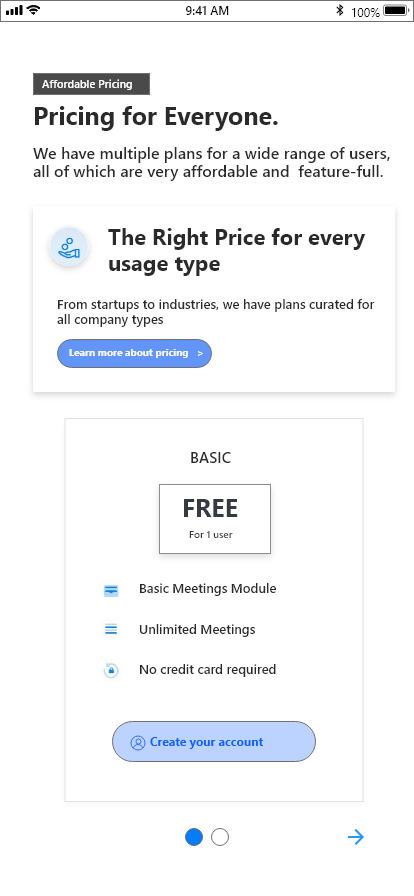 9:41 AM 100%
Affordable Pricing
Pricing for Everyone.
We have multiple plans for a wide range of users,
all of which are very affordable and  feature-full.
The Right Price for every
usage type
From startups to industries, we have plans curated for
all company types
Learn more about pricing >
BASIC
FREE
For 1 user
Basic Meetings Module
Unlimited Meetings
No credit card required
Create your account